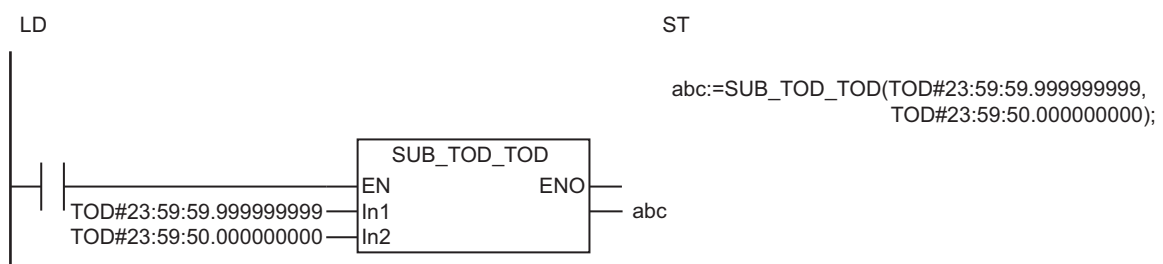 LD
ST
abc:=SUB_TOD_TOD(TOD#23:59:59.999999999,
TOD#23:59:50.000000000);
SUB_TOD_TOD
EN ENO
TOD#23:59:59.999999999 In1 abc
TOD#23:59:50.000000000 In2